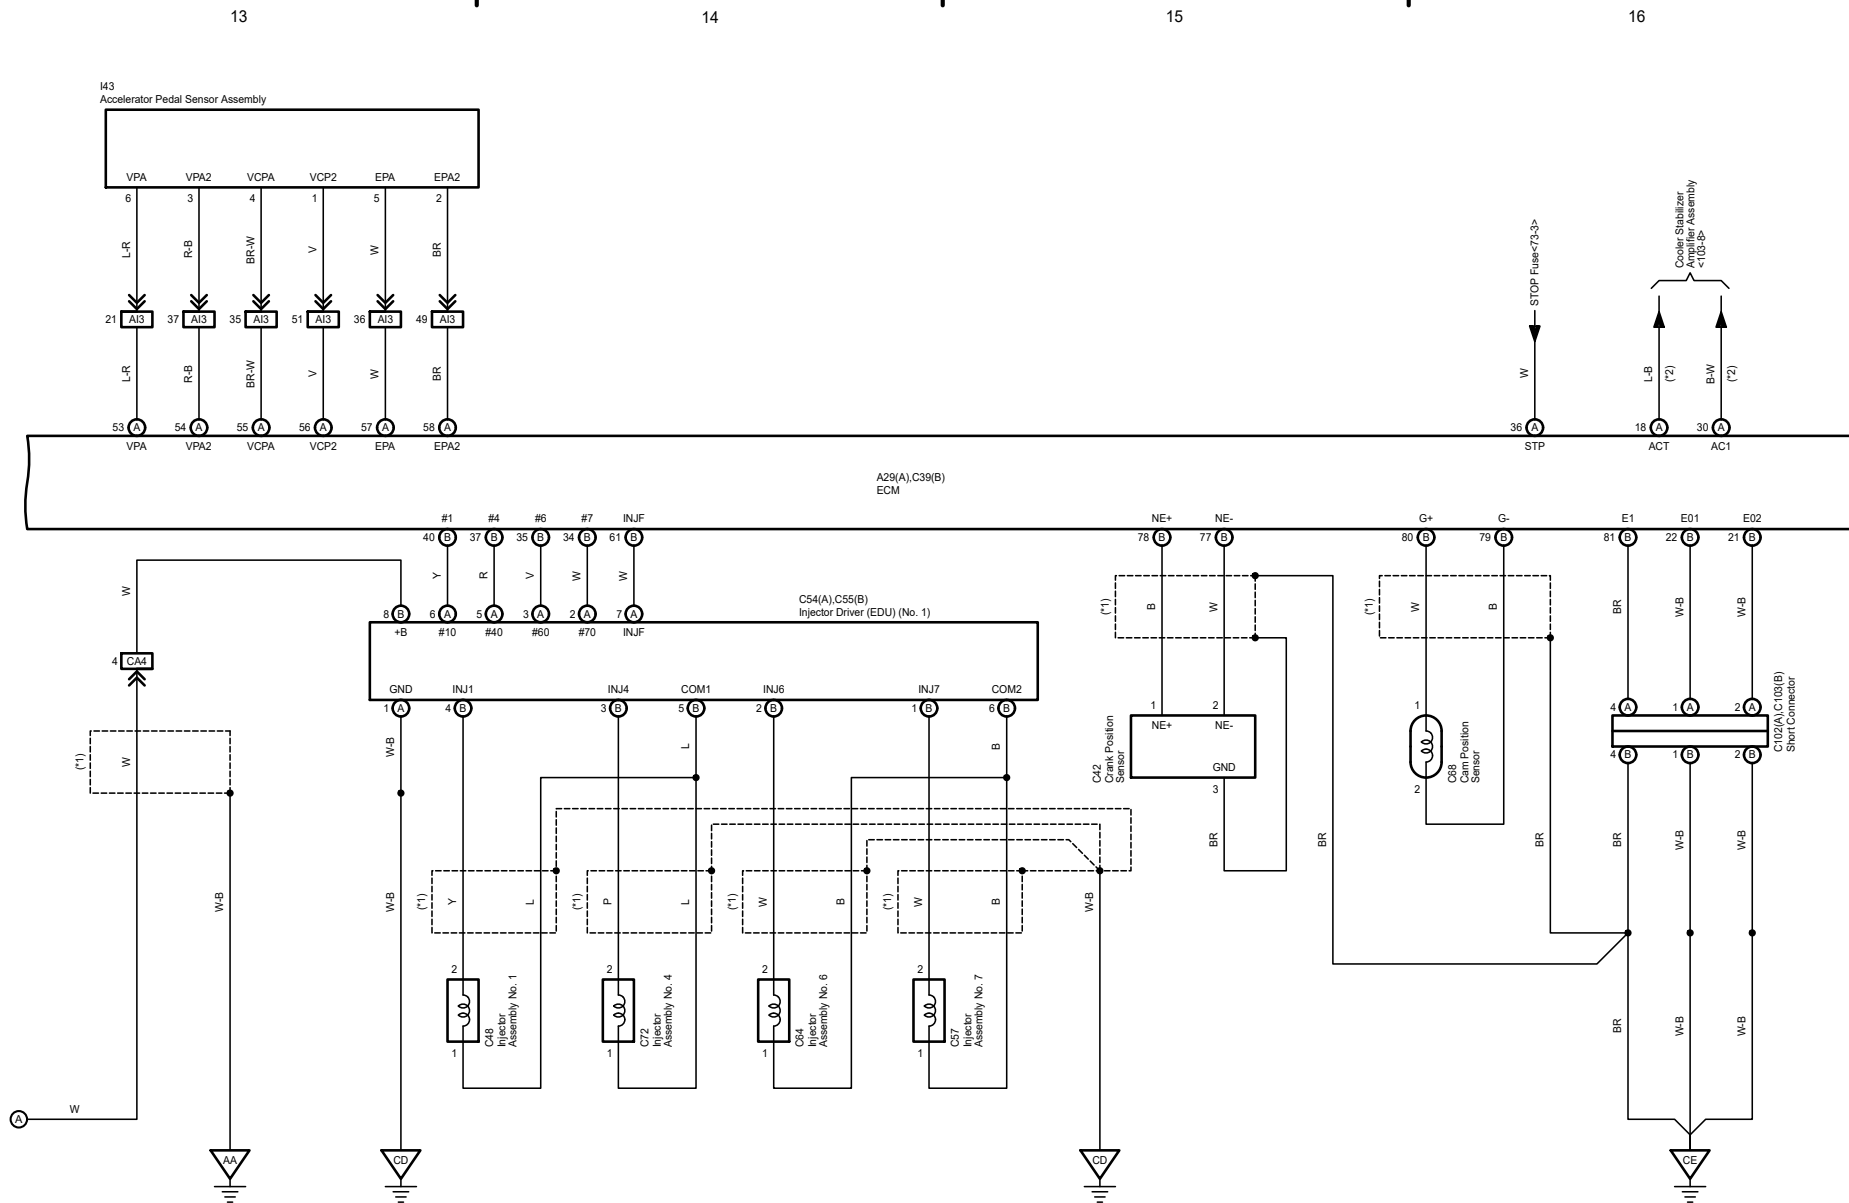 13 14 15 16
I43
Accelerator Pedal Sensor Assembly
VPA VPA2 VCPA VCP2 EPA EPA2
6 3 4 1 5 2
L-R R-B BR-W V W BR
21 AI3 37 AI3 35 AI3 51 AI3 36 AI3 49 AI3
L-R R-B BR-W V W BR
STOP Fuse<73-3>
Cooler Stabilizer
Amplifier Assembly
<103-8>
W L-B (*2) B-W (*2)
53 A 54 A 55 A 56 A 57 A 58 A 36 A 18 A 30 A
VPA VPA2 VCPA VCP2 EPA EPA2 STP ACT AC1
A29(A),C39(B)
ECM
#1 #4 #6 #7 INJF NE+ NE- G+ G- E1 E01 E02
40 B 37 B 35 B 34 B 61 B 78 B 77 B 80 B 79 B 81 B 22 B 21 B
W Y R V W W (*1) B W (*1) W B BR W-B W-B
C54(A),C55(B)
Injector Driver (EDU) (No. 1)
8 B 6 A 5 A 3 A 2 A 7 A
+B #10 #40 #60 #70 INJF
4 CA4
GND INJ1 INJ4 COM1 INJ6 INJ7 COM2
1 A 4 B 3 B 5 B 2 B 1 B 6 B
1 2 1 4 A 1 A 2 A
NE+ NE-
GND
C42
Crank Position
Sensor
3
C68
Cam Position
Sensor
2
C102(A),C103(B)
Short Connector
4 B 1 B 2 B
(*1) W W-B L B
BR BR BR BR W-B W-B
W-B W-B (*1) Y L (*1) P L (*1) W B (*1) W B W-B
2 2 2 2
C48
Injector
Assembly No. 1
C72
Injector
Assembly No. 4
C64
Injector
Assembly No. 6
C57
Injector
Assembly No. 7
1 1 1 1
BR W-B W-B
A W
AA CD CD CE